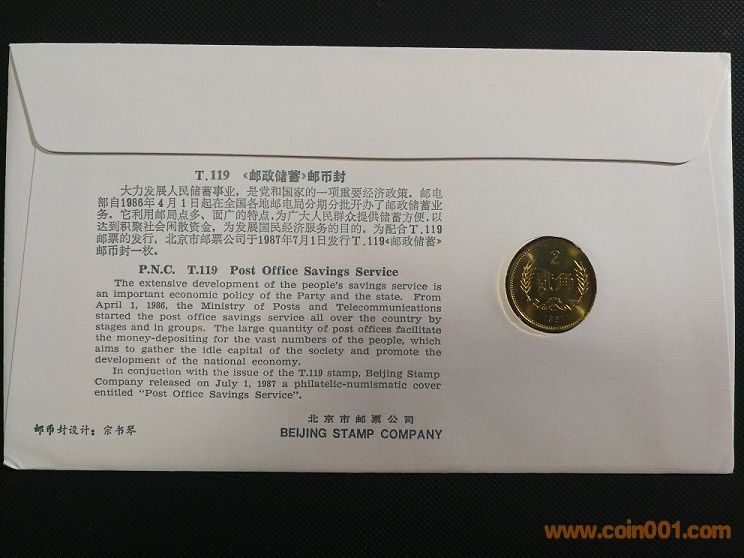 T.119 《邮政储蓄》邮币封
大力发展人民储蓄事业，是党和国家的一项重要经济政策。邮电
部自1986年4月1日起在全国各地邮电局分期分批开办了邮政储蓄业
务。它利用邮局点多、面广的特点，为广大人民群众提供储蓄方便，以
达到积聚社会闲散资金，为发展国民经济服务的目的。为配合T.119
邮票的发行，北京市邮票公司于1987年7月1日发行T.119《邮政储蓄》
邮币封一枚。
P.N.C. T.119 Post Office Savings Service
The extensive development of the people's savings service is
an important economic policy of the Party and the state. From
April 1, 1986, the Ministry of Posts and Telecommunications
started the post office savings service all over the country by
stages and in groups. The large quantity of post offices facilitate
the money-depositing for the vast numbers of the people, which
aims to gather the idle capital of the society and promote the
development of the national economy.
In conjuction with the issue of the T.119 stamp, Beijing Stamp
Company released on July 1, 1987 a philatelic-numismatic cover
entitled "Post Office Savings Service".
北京市邮票公司
BEIJING STAMP COMPANY
邮币封设计：宗书琴
2
贰角
1981
www.coin001.com